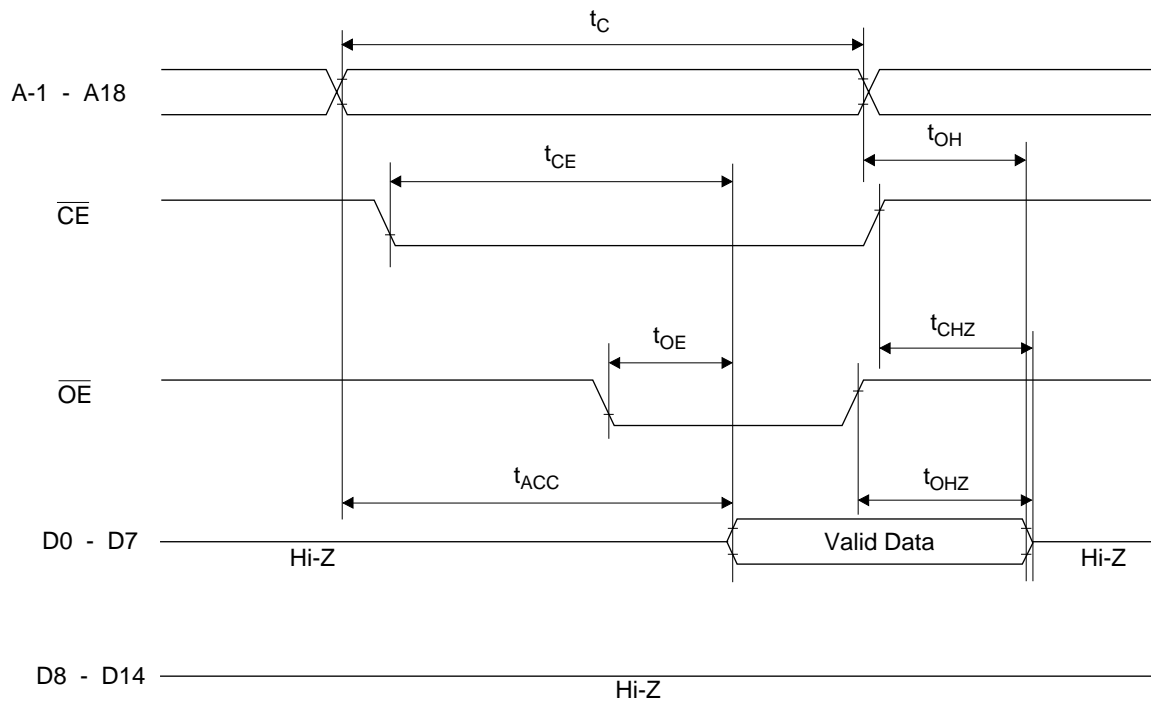 tC
A-1 - A18
tOH
tCE
CE
tCHZ
tOE
OE
tACC
tOHZ
D0 - D7
Valid Data
Hi-Z
Hi-Z
D8 - D14
Hi-Z